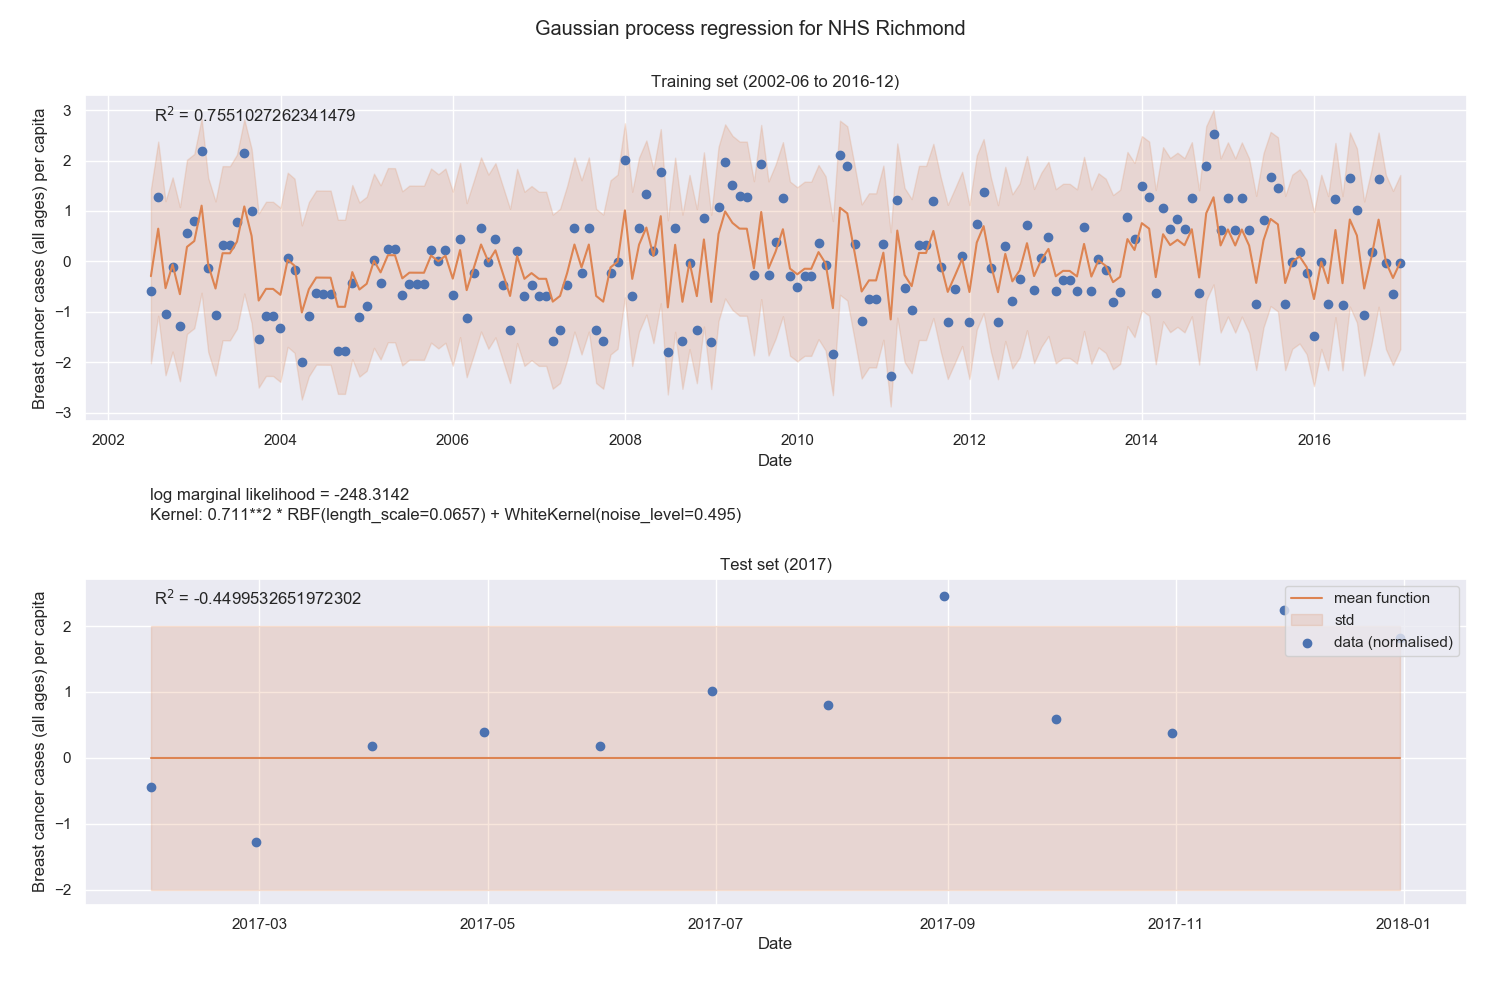 Gaussian process regression for NHS Richmond
Training set (2002-06 to 2016-12)
R² = 0.7551027262341479
Breast cancer cases (all ages) per capita
3
2
1
0
−1
−2
−3
2002 2004 2006 2008 2010 2012 2014 2016
Date
log marginal likelihood = -248.3142
Kernel: 0.711**2 * RBF(length_scale=0.0657) + WhiteKernel(noise_level=0.495)
Test set (2017)
R² = -0.4499532651972302
mean function
std
data (normalised)
Breast cancer cases (all ages) per capita
2
1
0
−1
−2
2017-03 2017-05 2017-07 2017-09 2017-11 2018-01
Date